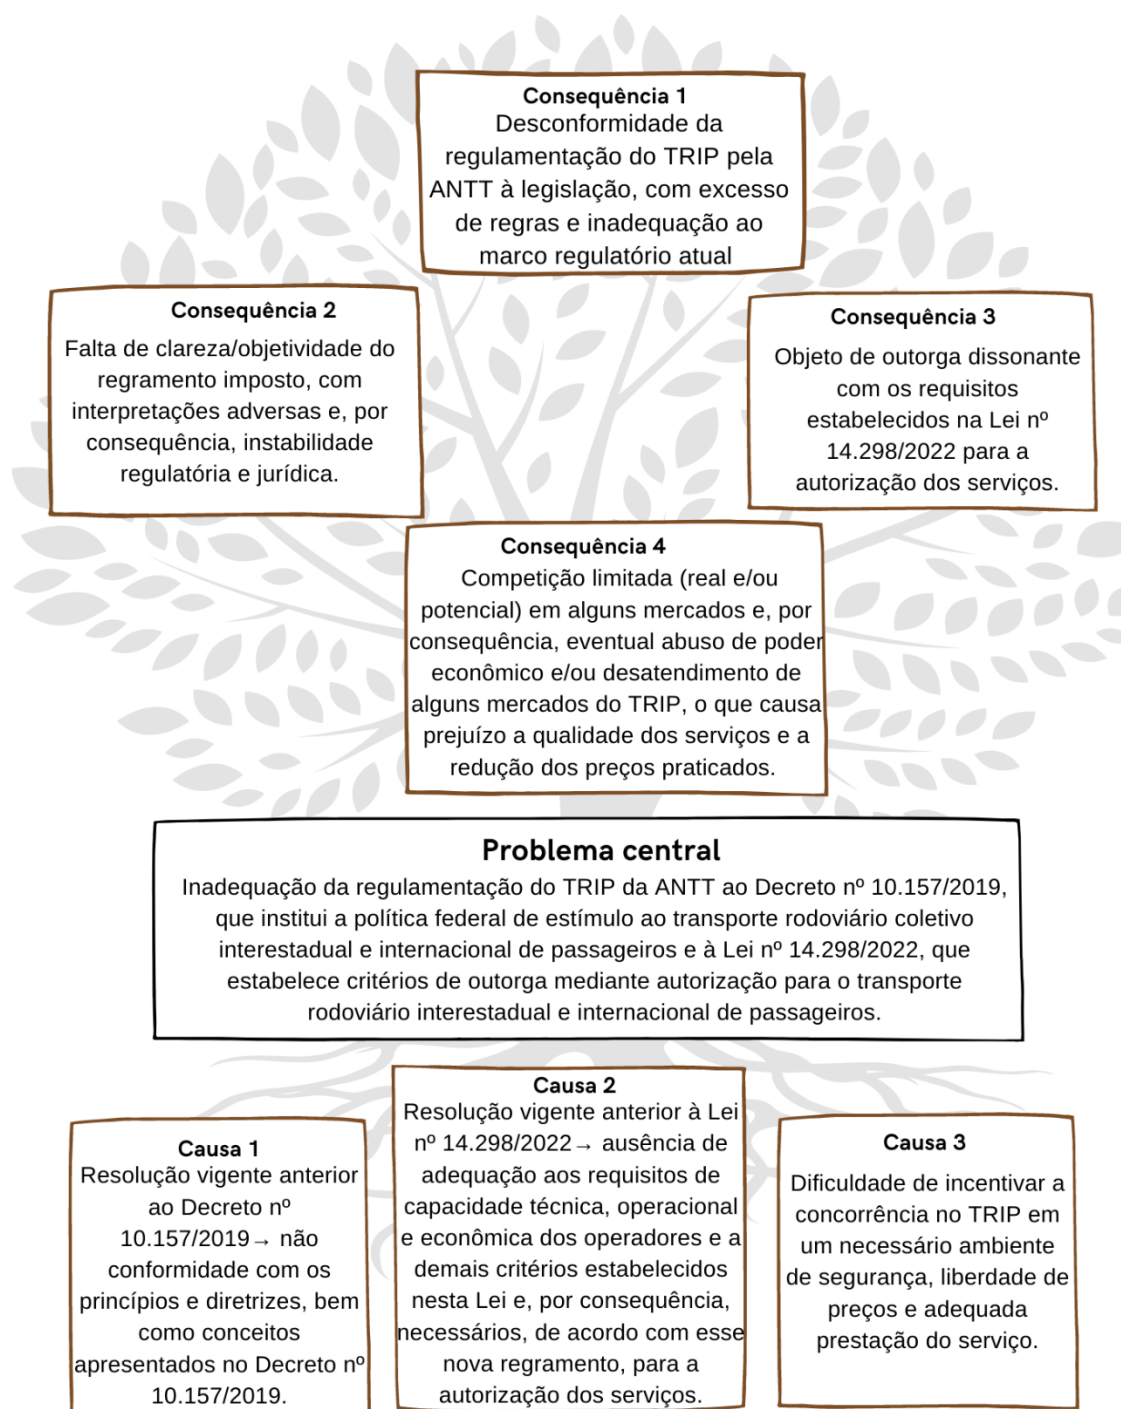 Consequência 1
Desconformidade da
regulamentação do TRIP pela
ANTT à legislação, com excesso
de regras e inadequação ao
marco regulatório atual
Consequência 2
Falta de clareza/objetividade do
regramento imposto, com
interpretações adversas e, por
consequência, instabilidade
regulatória e jurídica.
Consequência 3
Objeto de outorga dissonante
com os requisitos
estabelecidos na Lei nº
14.298/2022 para a
autorização dos serviços.
Consequência 4
Competição limitada (real e/ou
potencial) em alguns mercados e, por
consequência, eventual abuso de poder
econômico e/ou desatendimento de
alguns mercados do TRIP, o que causa
prejuízo a qualidade dos serviços e a
redução dos preços praticados.
Problema central
Inadequação da regulamentação do TRIP da ANTT ao Decreto nº 10.157/2019,
que institui a política federal de estímulo ao transporte rodoviário coletivo
interestadual e internacional de passageiros e à Lei nº 14.298/2022, que
estabelece critérios de outorga mediante autorização para o transporte
rodoviário interestadual e internacional de passageiros.
Causa 1
Resolução vigente anterior
ao Decreto nº
10.157/2019→ não
conformidade com os
princípios e diretrizes, bem
como conceitos
apresentados no Decreto nº
10.157/2019.
Causa 2
Resolução vigente anterior à Lei
nº 14.298/2022→ ausência de
adequação aos requisitos de
capacidade técnica, operacional
e econômica dos operadores e a
demais critérios estabelecidos
nesta Lei e, por consequência,
necessários, de acordo com esse
nova regramento, para a
autorização dos serviços.
Causa 3
Dificuldade de incentivar a
concorrência no TRIP em
um necessário ambiente
de segurança, liberdade de
preços e adequada
prestação do serviço.